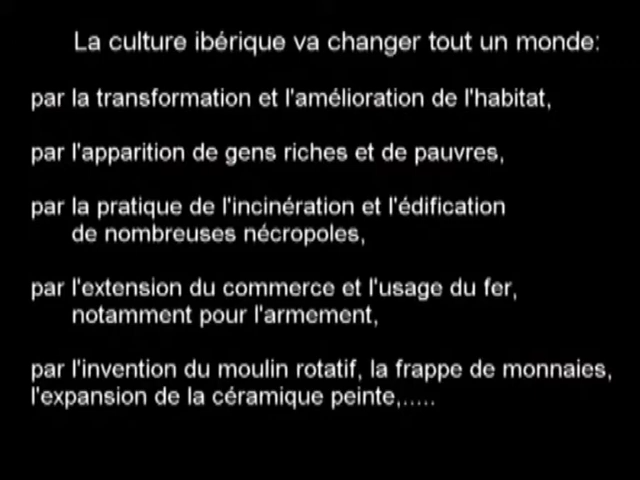 La culture ibérique va changer tout un monde:
par la transformation et l'amélioration de l'habitat,
par l'apparition de gens riches et de pauvres,
par la pratique de l'incinération et l'édification
de nombreuses nécropoles,
par l'extension du commerce et l'usage du fer,
notamment pour l'armement,
par l'invention du moulin rotatif, la frappe de monnaies,
l'expansion de la céramique peinte,.....